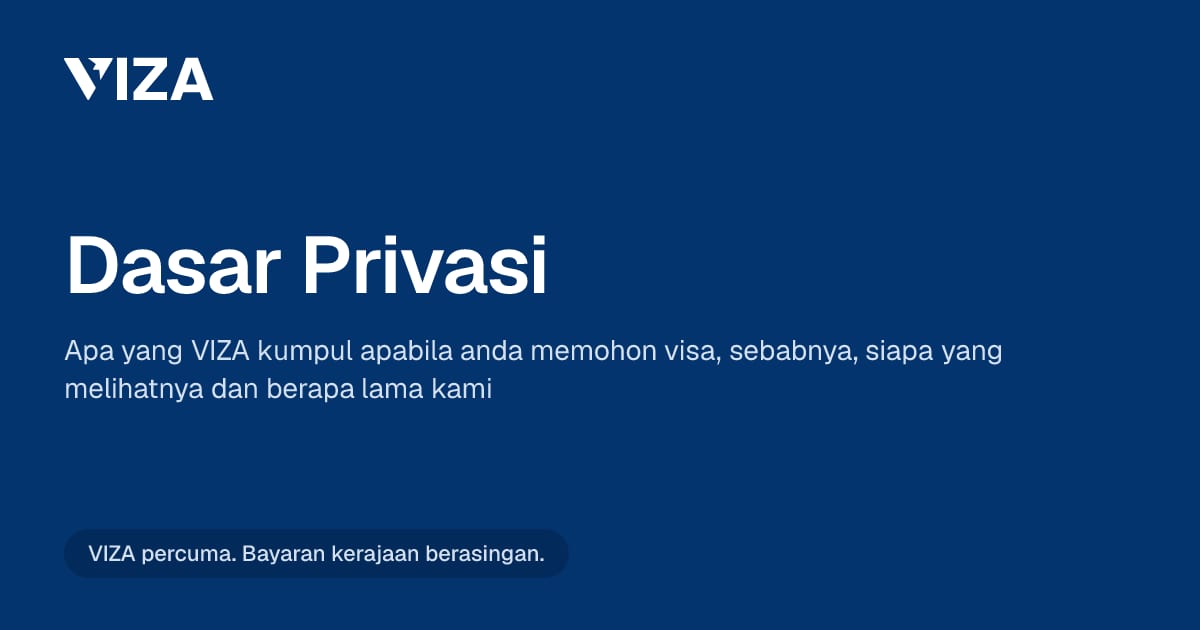 VIZA
Dasar Privasi
Apa yang VIZA kumpul apabila anda memohon visa, sebabnya, siapa yang
melihatnya dan berapa lama kami
VIZA percuma. Bayaran kerajaan berasingan.